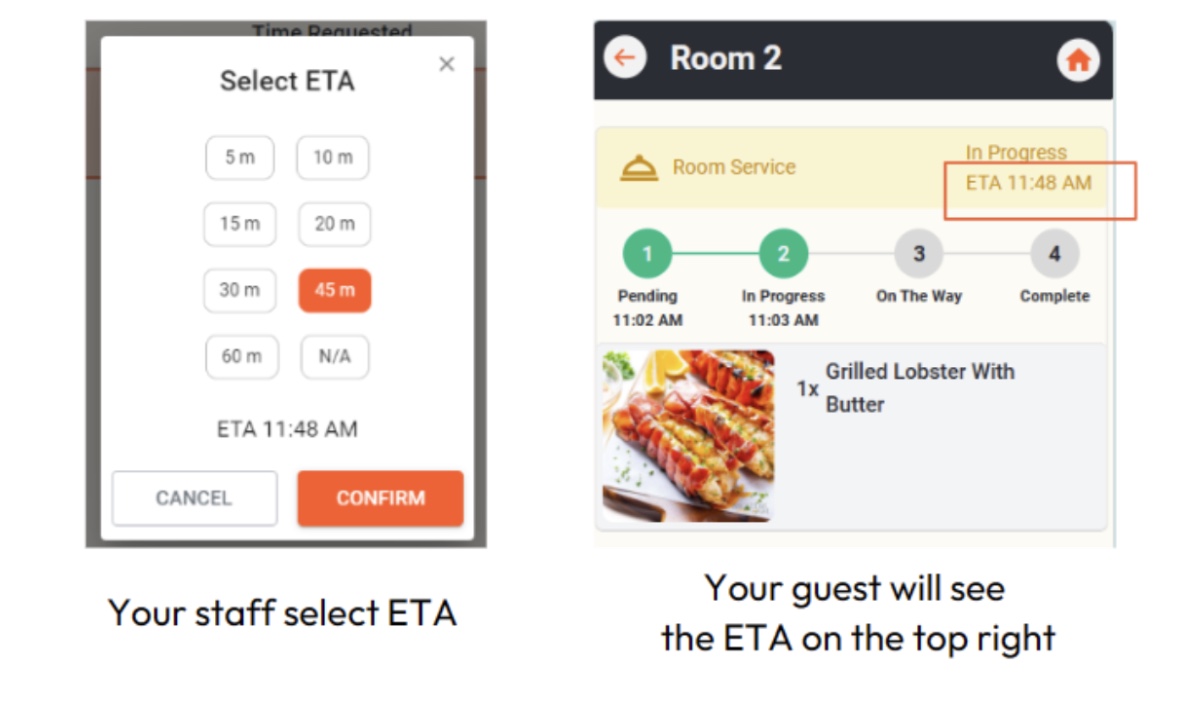 Time Requested
Select ETA
×
5 m
10 m
15 m
20 m
30 m
45 m
60 m
N/A
ETA 11:48 AM
CANCEL
CONFIRM
Your staff select ETA
Room 2
Room Service
In Progress
ETA 11:48 AM
1
2
3
4
Pending
In Progress
On The Way
Complete
11:02 AM
11:03 AM
1x
Grilled Lobster With
Butter
Your guest will see
the ETA on the top right